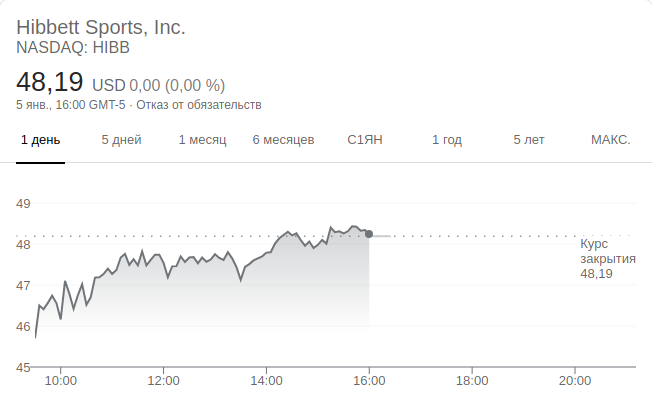 Hibbett Sports, Inc.
NASDAQ: HIBB
48,19 USD 0,00 (0,00 %)
5 янв., 16:00 GMT-5 · Отказ от обязательств
1 день 5 дней 1 месяц 6 месяцев С1ЯН 1 год 5 лет МАКС.
49
48
47
46
45
Курс
закрытия
48,19
10:00 12:00 14:00 16:00 18:00 20:00